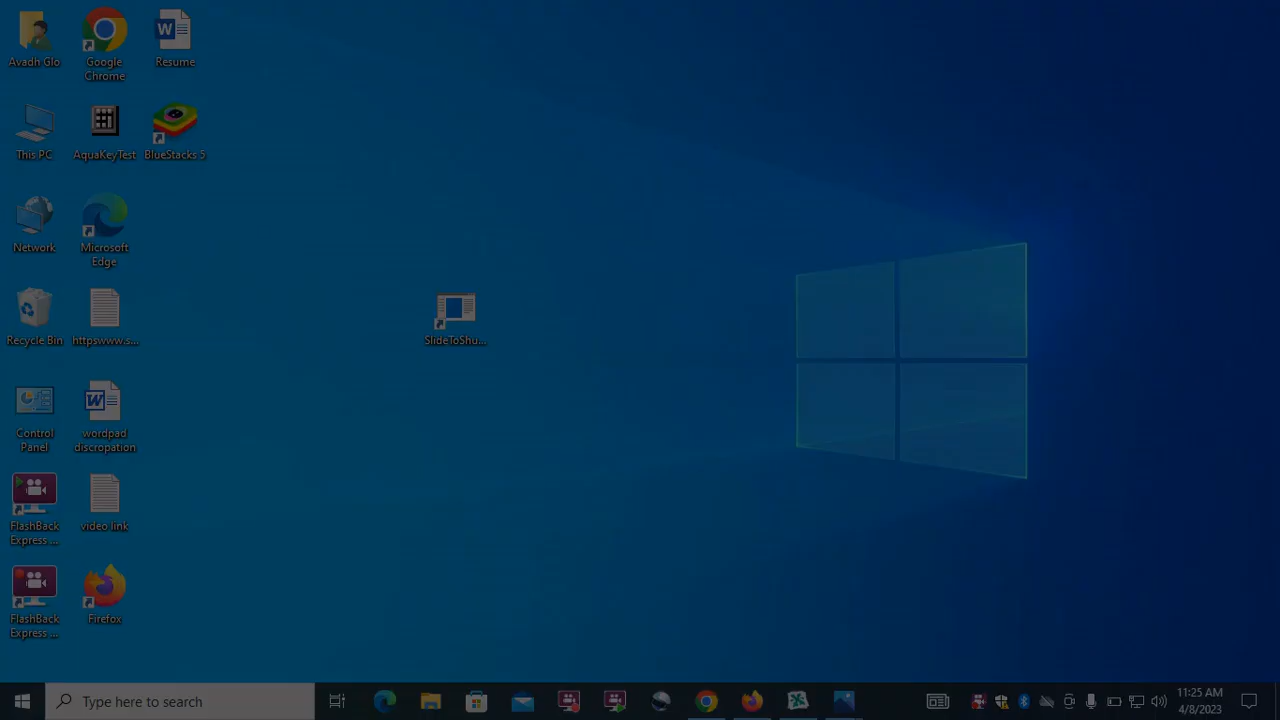 Avadh Glo
Google
Chrome
Resume
This PC
AquaKeyTest
BlueStacks 5
Network
Microsoft
Edge
Recycle Bin
httpswww.s...
SlideToShu...
Control
Panel
wordpad
discropation
FlashBack
Express ...
video link
FlashBack
Express ...
Firefox
Type here to search
11:25 AM
4/8/2023